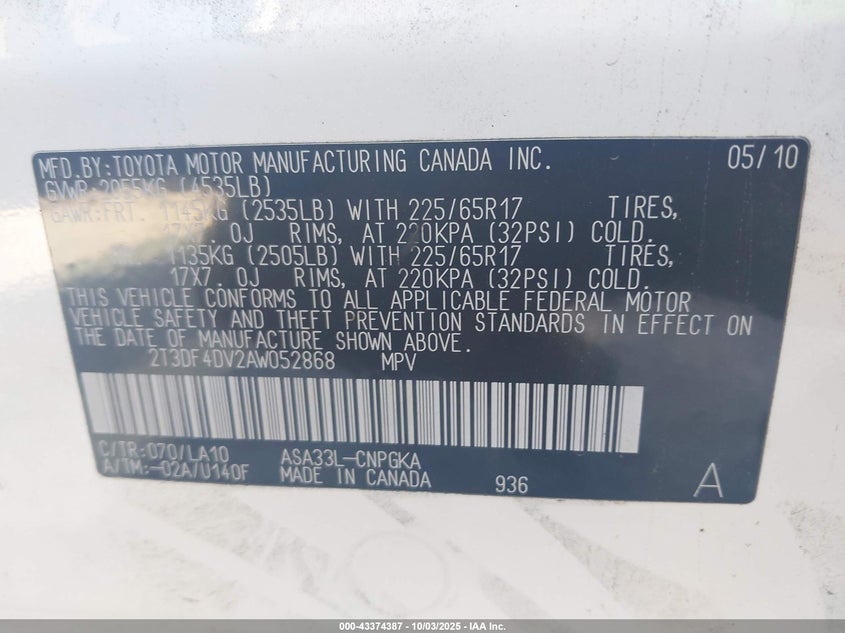 MFD.BY:TOYOTA MOTOR MANUFACTURING CANADA INC. 05/10
GVWR 2055KG (4535LB)
GAWR:FRT. 1145KG (2535LB) WITH 225/65R17 TIRES,
17X7.0J RIMS, AT 220KPA (32PSI) COLD.
1135KG (2505LB) WITH 225/65R17 TIRES,
17X7.0J RIMS, AT 220KPA (32PSI) COLD.
THIS VEHICLE CONFORMS TO ALL APPLICABLE FEDERAL MOTOR
VEHICLE SAFETY AND THEFT PREVENTION STANDARDS IN EFFECT ON
THE DATE OF MANUFACTURE SHOWN ABOVE.
2T3DF4DV2AW052868 MPV
C/TR:070/LA10 ASA33L-CNPGKA
A/TM:-02A/U140F MADE IN CANADA 936 A
000-43374387 - 10/03/2025 - IAA Inc.